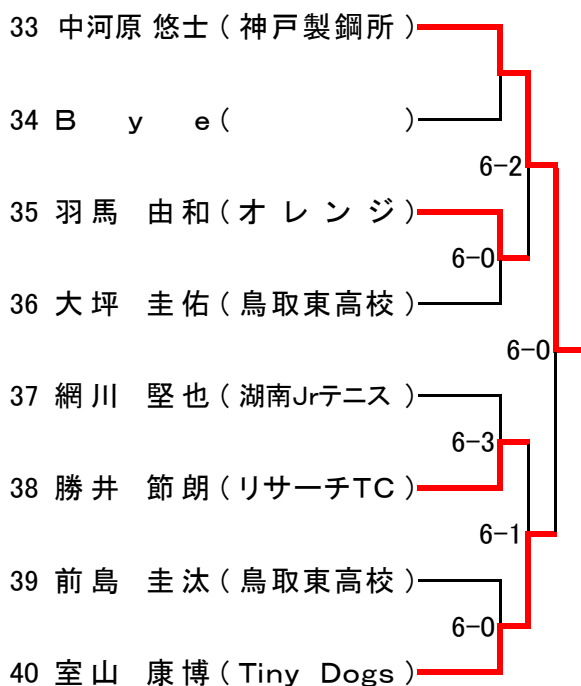 33 中河原 悠士 ( 神戸製鋼所 )
34 Bye ( )
6-2
35 羽馬 由和 ( オレンジ )
6-0
36 大坪 圭佑 ( 鳥取東高校 )
6-0
37 網川 堅也 ( 湖南Jrテニス )
6-3
38 勝井 節朗 ( リサーチTC )
6-1
39 前島 圭汰 ( 鳥取東高校 )
6-0
40 室山 康博 ( Tiny Dogs )